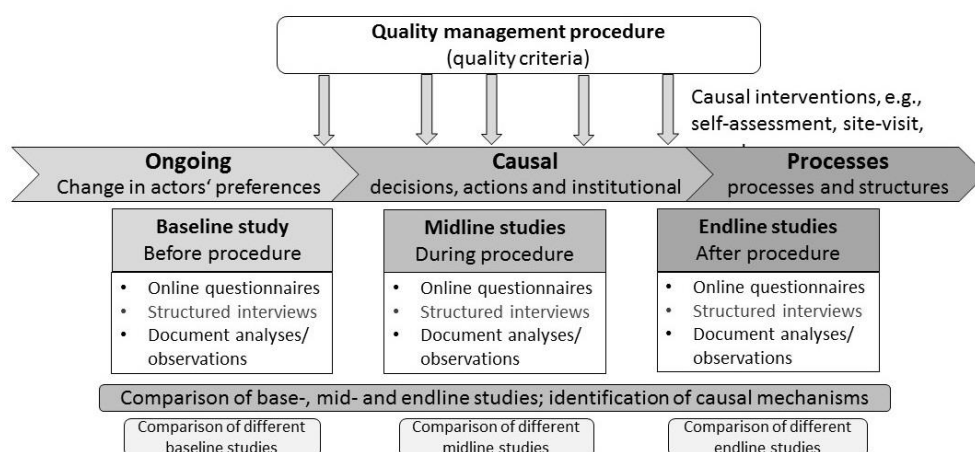 Quality management procedure
(quality criteria)
Causal interventions, e.g.,
self-assessment, site-visit,
Ongoing
Change in actors‘ preferences
Causal
decisions, actions and institutional
Processes
processes and structures
Baseline study
Before procedure
• Online questionnaires
• Structured interviews
• Document analyses/
observations
Midline studies
During procedure
• Online questionnaires
• Structured interviews
• Document analyses/
observations
Endline studies
After procedure
• Online questionnaires
• Structured interviews
• Document analyses/
observations
Comparison of base-, mid- and endline studies; identification of causal mechanisms
Comparison of different
baseline studies
Comparison of different
midline studies
Comparison of different
endline studies